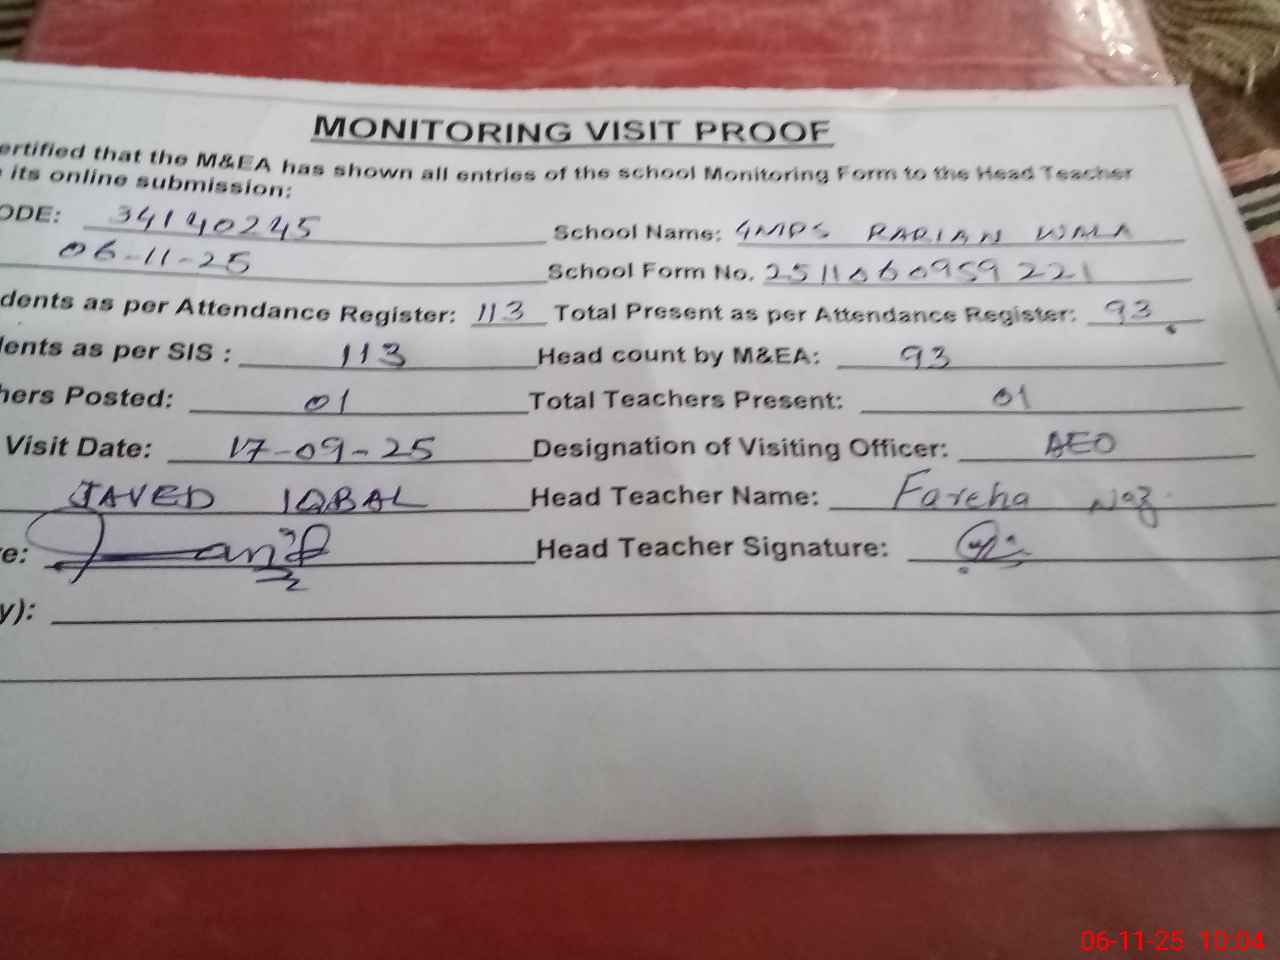 MONITORING VISIT PROOF
ertified that the M&EA has shown all entries of the school Monitoring Form to the Head Teacher
its online submission:
ODE: 34140245 School Name: GMPS RARIAN WALA
06-11-25 School Form No. 2511060959221
dents as per Attendance Register: 113 Total Present as per Attendance Register: 93
ents as per SIS : 113 Head count by M&EA: 93
hers Posted: 01 Total Teachers Present: 01
Visit Date: 17-09-25 Designation of Visiting Officer: AEO
JAVED IQBAL Head Teacher Name: Fareha Naz
e: Head Teacher Signature:
y):
06-11-25 10:04